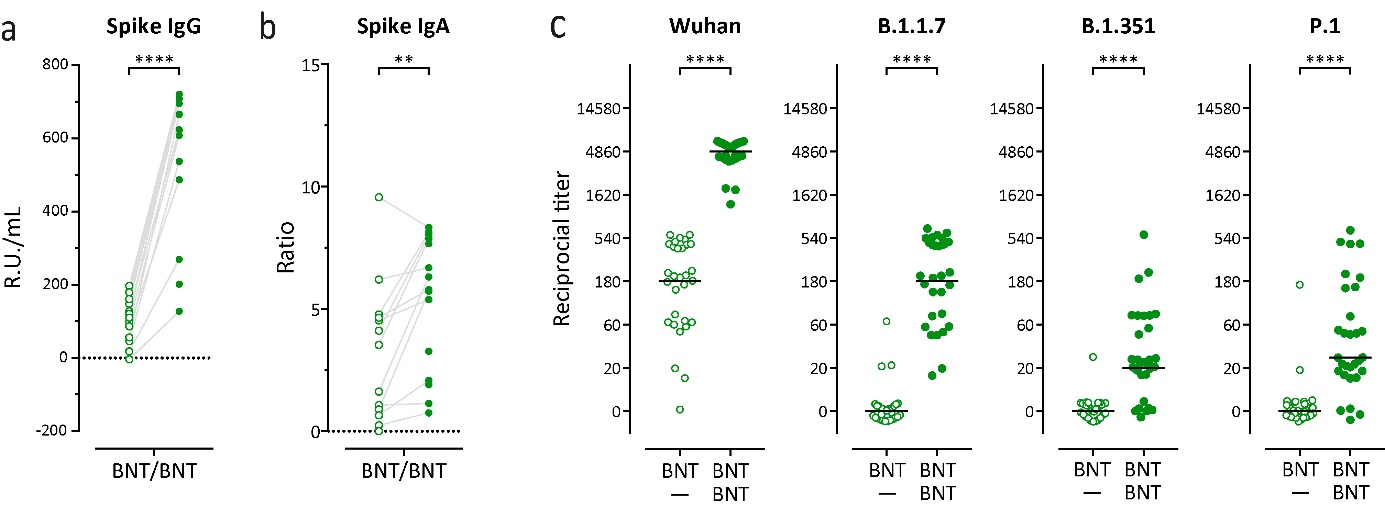 a
Spike IgG
****
800
600
400
200
0
-200
R.U./mL
BNT/BNT
b
Spike IgA
**
15
10
5
0
Ratio
BNT/BNT
c
Reciprocial titer
Wuhan
****
14580
4860
1620
540
180
60
20
0
BNT BNT
— BNT
B.1.1.7
****
14580
4860
1620
540
180
60
20
0
BNT BNT
— BNT
B.1.351
****
14580
4860
1620
540
180
60
20
0
BNT BNT
— BNT
P.1
****
14580
4860
1620
540
180
60
20
0
BNT BNT
— BNT